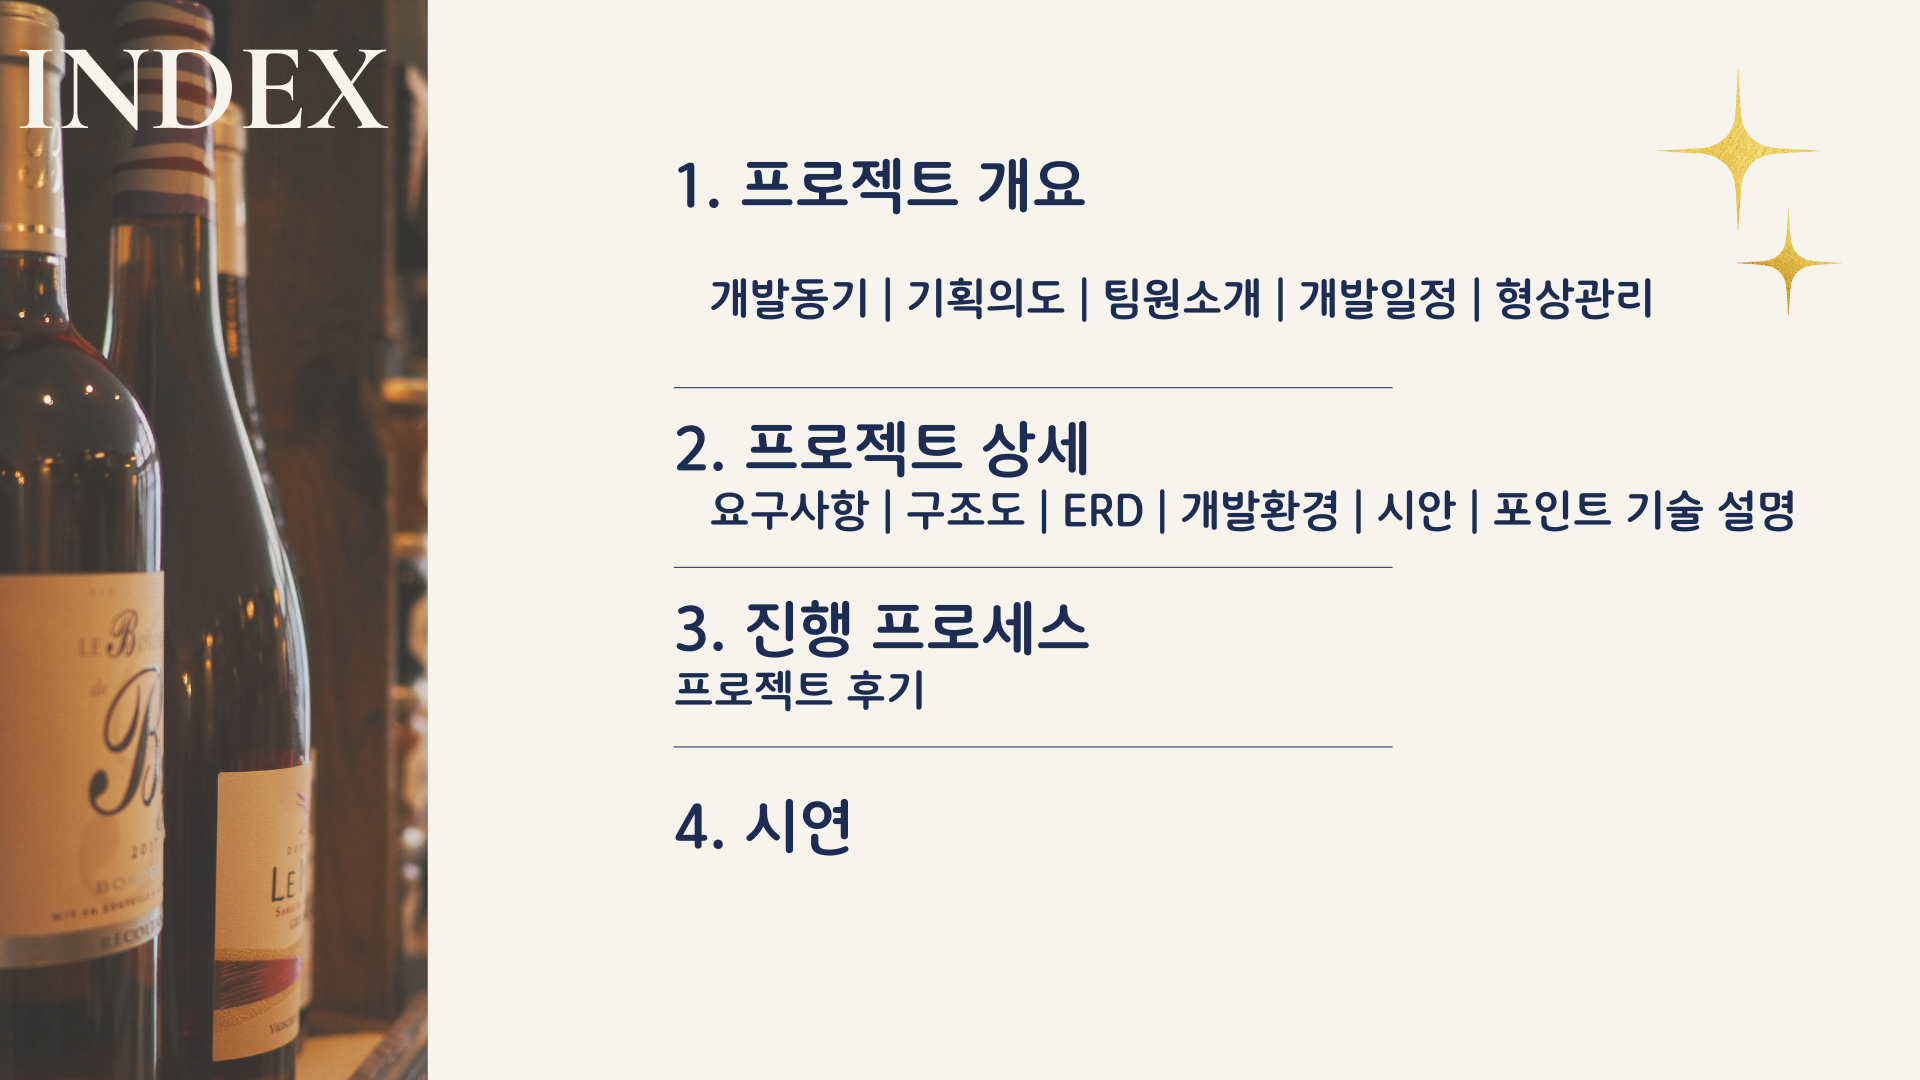 INDEX
1. 프로젝트 개요
개발동기 | 기획의도 | 팀원소개 | 개발일정 | 형상관리
2. 프로젝트 상세
요구사항 | 구조도 | ERD | 개발환경 | 시안 | 포인트 기술 설명
3. 진행 프로세스
프로젝트 후기
4. 시연
LE
de
B
LE